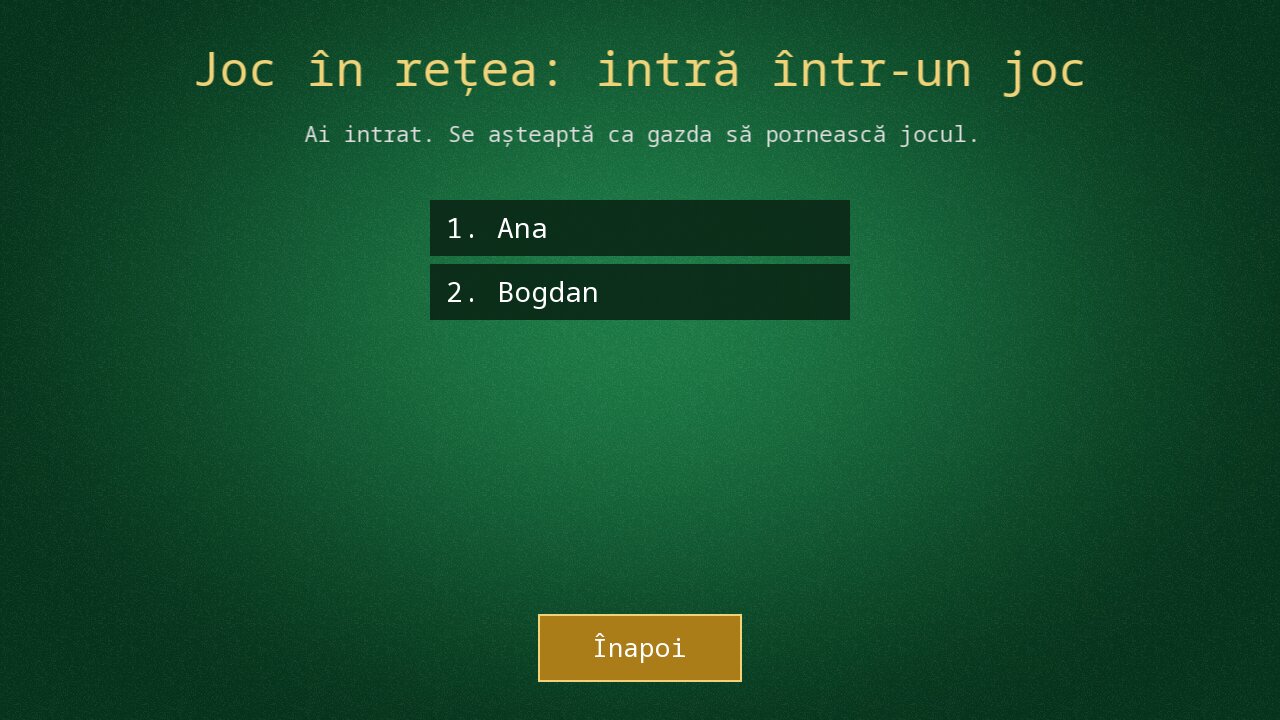 Joc în rețea: intră într-un joc
Ai intrat. Se așteaptă ca gazda să pornească jocul.
1. Ana
2. Bogdan
Înapoi